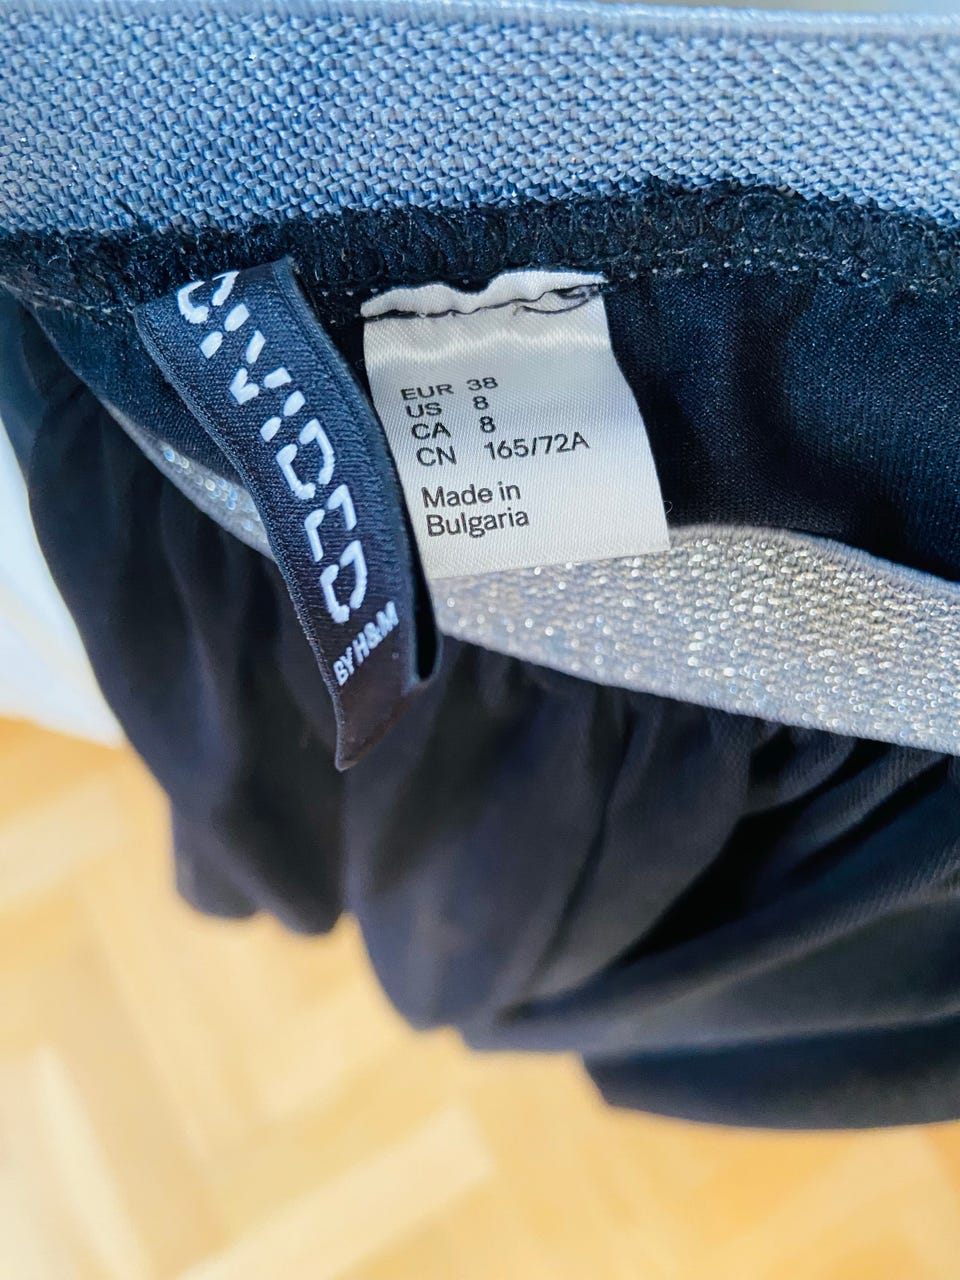 DIVIDED
BY H&M
EUR 38
US 8
CA 8
CN 165/72A
Made in
Bulgaria